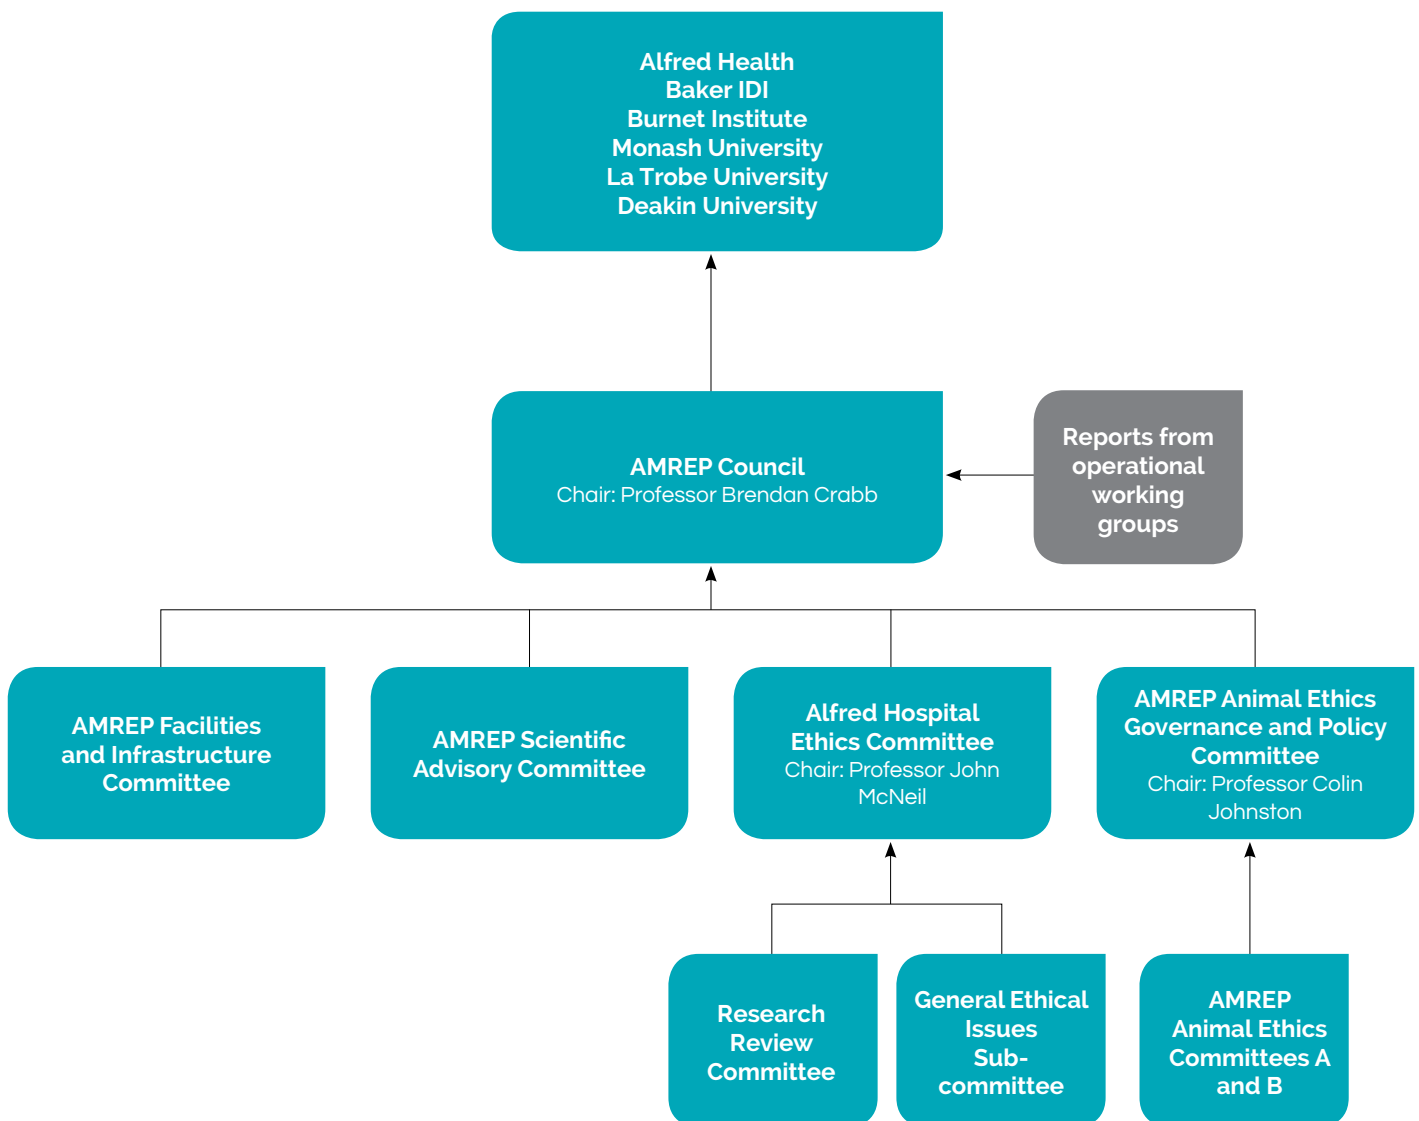 Alfred Health
Baker IDI
Burnet Institute
Monash University
La Trobe University
Deakin University
AMREP Council
Chair: Professor Brendan Crabb
Reports from
operational
working
groups
AMREP Facilities
and Infrastructure
Committee
AMREP Scientific
Advisory Committee
Alfred Hospital
Ethics Committee
Chair: Professor John
McNeil
AMREP Animal Ethics
Governance and Policy
Committee
Chair: Professor Colin
Johnston
Research
Review
Committee
General Ethical
Issues
Sub-
committee
AMREP
Animal Ethics
Committees A
and B